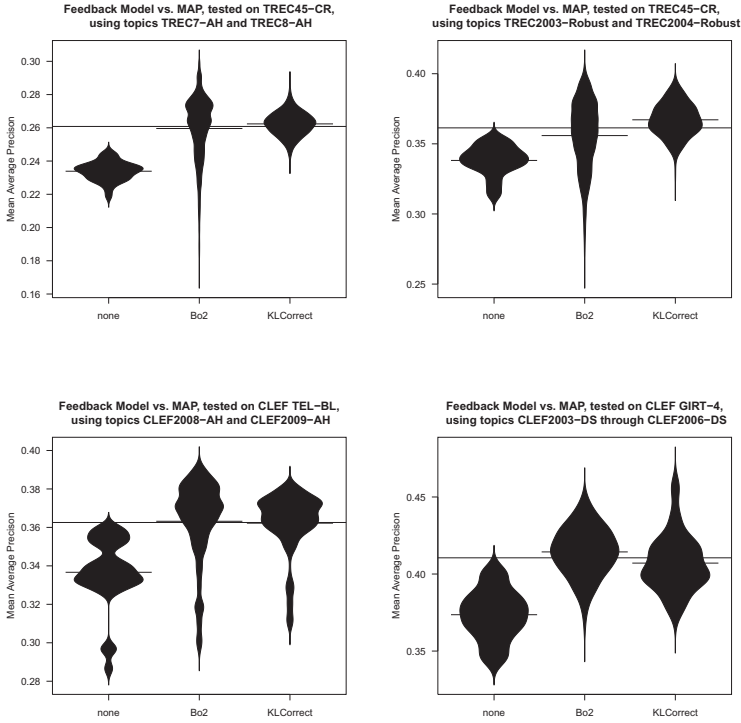 Feedback Model vs. MAP, tested on TREC45−CR,
using topics TREC7−AH and TREC8−AH
Mean Average Precison
0.30
0.28
0.26
0.24
0.22
0.20
0.18
0.16
none
Bo2
KLCorrect
Feedback Model vs. MAP, tested on TREC45−CR,
using topics TREC2003−Robust and TREC2004−Robust
Mean Average Precison
0.40
0.35
0.30
0.25
none
Bo2
KLCorrect
Feedback Model vs. MAP, tested on CLEF TEL−BL,
using topics CLEF2008−AH and CLEF2009−AH
Mean Average Precison
0.40
0.38
0.36
0.34
0.32
0.30
0.28
none
Bo2
KLCorrect
Feedback Model vs. MAP, tested on CLEF GIRT−4,
using topics CLEF2003−DS through CLEF2006−DS
Mean Average Precison
0.45
0.40
0.35
none
Bo2
KLCorrect